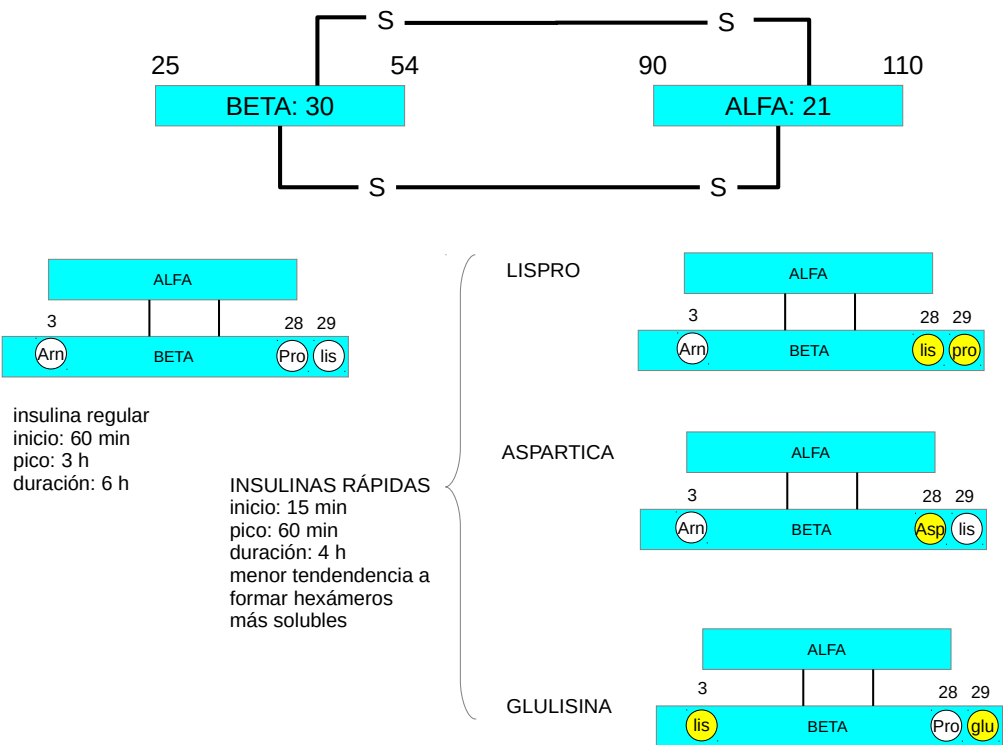 S S
25 54 90 110
BETA: 30 ALFA: 21
S S
ALFA
3 28 29
Arn BETA Pro lis
insulina regular
inicio: 60 min
pico: 3 h
duración: 6 h
INSULINAS RÁPIDAS
inicio: 15 min
pico: 60 min
duración: 4 h
menor tendendencia a
formar hexámeros
más solubles
LISPRO
ALFA
3 28 29
Arn BETA lis pro
ASPARTICA
ALFA
3 28 29
Arn BETA Asp lis
GLULISINA
ALFA
3 28 29
lis BETA Pro glu